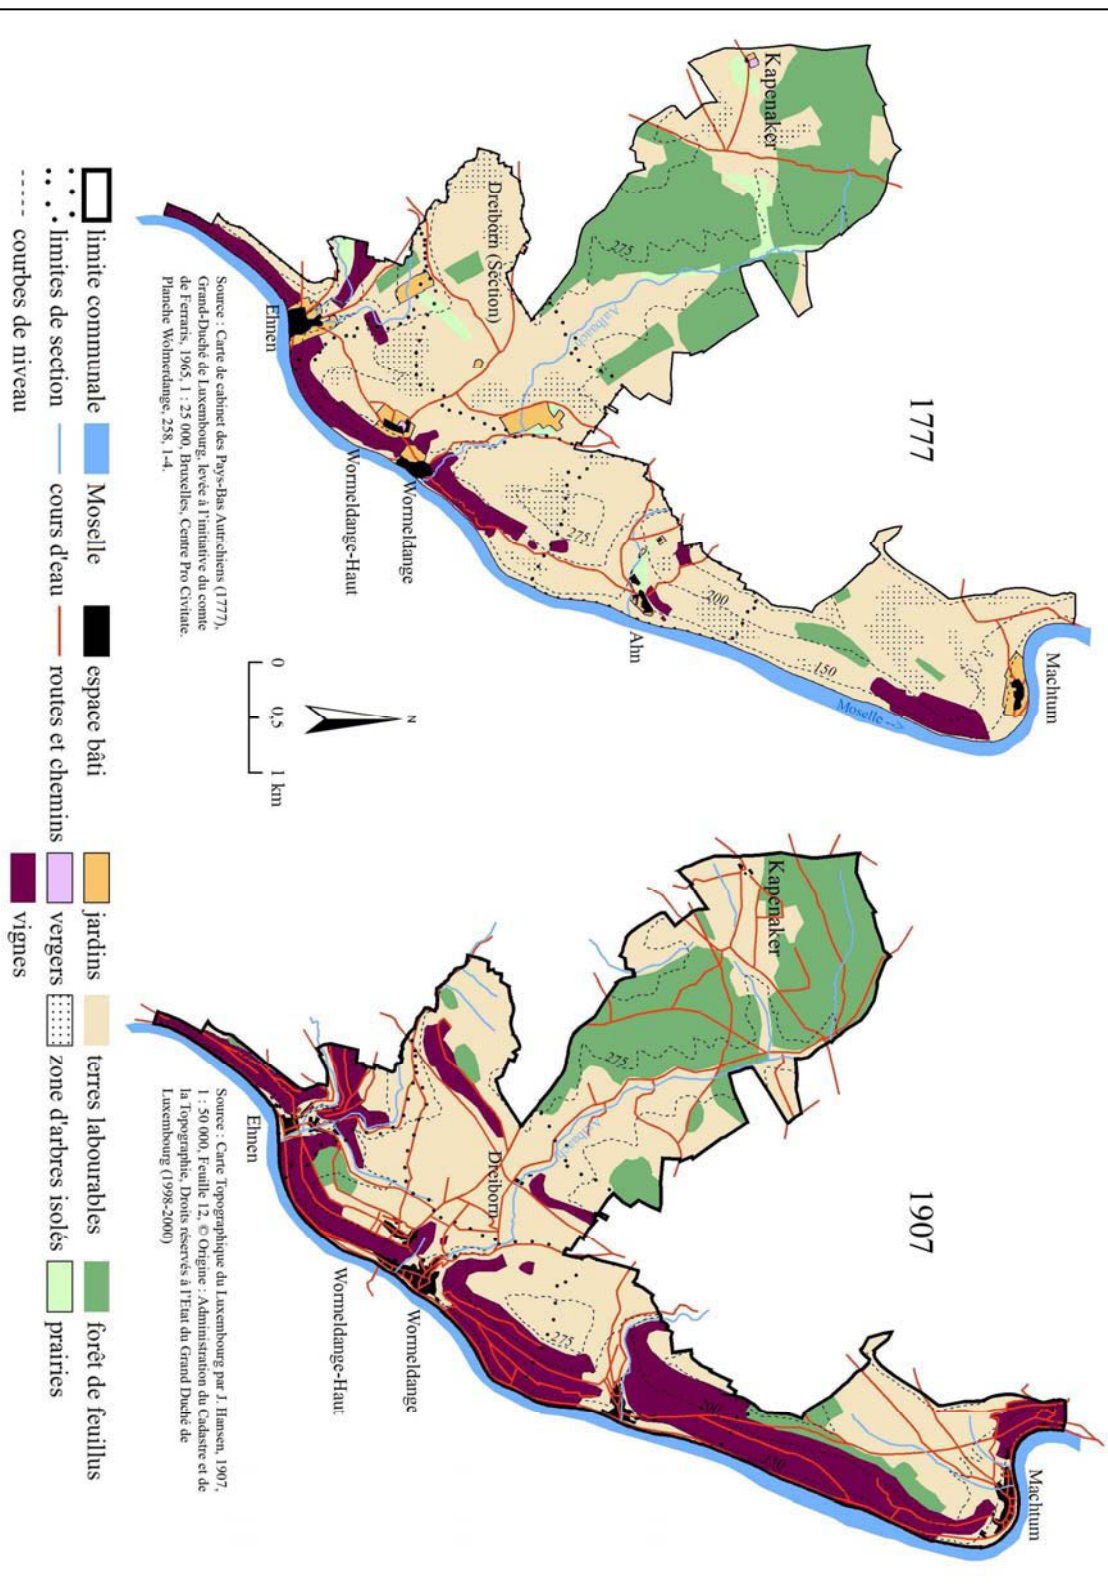 1777
Kapenaker
275
Dreiborn (Section)
Aalbaach
Ehnen
Wormeldange-Haut
Wormeldange
275
Ahn
200
150
Moselle -->
Machtum
Source : Carte de cabinet des Pays-Bas Autrichiens (1777),
Grand-Duché de Luxembourg, levée à l'initiative du comte
de Ferraris, 1965, 1 : 25 000, Bruxelles, Centre Pro Civitate.
Planche Wolmerdange, 258, 1-4.
N
0 0,5 1 km
1907
Kapenaker
275
Aalbaach
Dreiborn
Ehnen
Wormeldange-Haut
Wormeldange
275
200
150
Machtum
Source : Carte Topographique du Luxembourg par J. Hansen, 1907,
1 : 50 000, Feuille 12, © Origine : Administration du Cadastre et de
la Topographie, Droits réservés à l'Etat du Grand Duché de
Luxembourg (1998-2000)
limite communale Moselle espace bâti jardins terres labourables forêt de feuillus
limites de section cours d'eau routes et chemins vergers zone d'arbres isolés prairies
courbes de niveau vignes